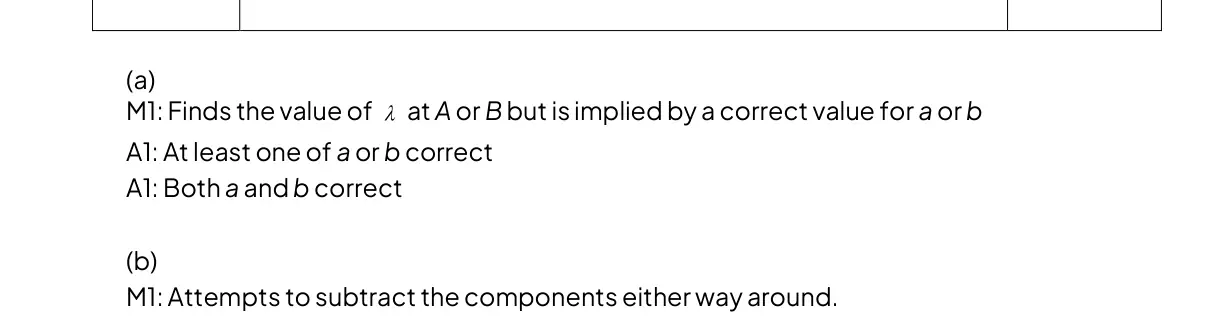 (a)
M1: Finds the value of λ at A or B but is implied by a correct value for a or b
A1: At least one of a or b correct
A1: Both a and b correct
(b)
M1: Attempts to subtract the components either way around.